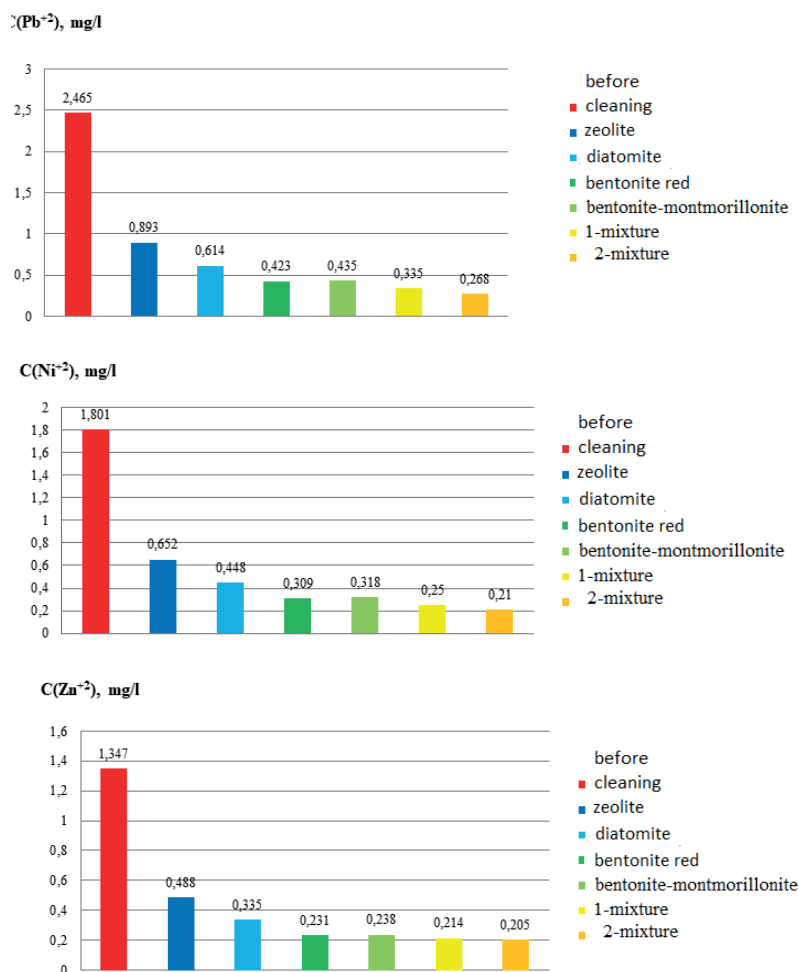 C(Pb+2), mg/l
3
2,5
2
1,5
1
0,5
0
2,465
0,893
0,614
0,423
0,435
0,335
0,268
before
cleaning
zeolite
diatomite
bentonite red
bentonite-montmorillonite
1-mixture
2-mixture
C(Ni+2), mg/l
2
1,8
1,6
1,4
1,2
1
0,8
0,6
0,4
0,2
0
1,801
0,652
0,448
0,309
0,318
0,25
0,21
before
cleaning
zeolite
diatomite
bentonite red
bentonite-montmorillonite
1-mixture
2-mixture
C(Zn+2), mg/l
1,6
1,4
1,2
1
0,8
0,6
0,4
0,2
0
1,347
0,488
0,335
0,231
0,238
0,214
0,205
before
cleaning
zeolite
diatomite
bentonite red
bentonite-montmorillonite
1-mixture
2-mixture